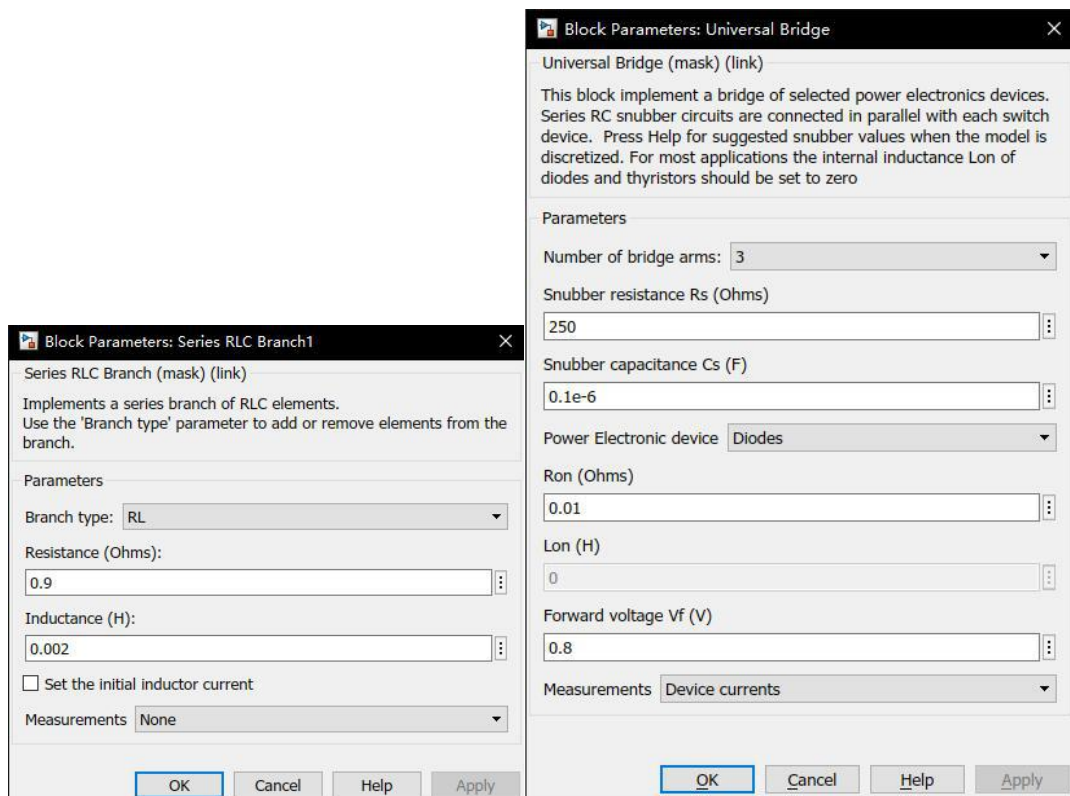 Block Parameters: Series RLC Branch1
Series RLC Branch (mask) (link)
Implements a series branch of RLC elements.
Use the 'Branch type' parameter to add or remove elements from the
branch.
Parameters
Branch type: RL
Resistance (Ohms):
0.9
Inductance (H):
0.002
Set the initial inductor current
Measurements None
OK Cancel Help Apply
Block Parameters: Universal Bridge
Universal Bridge (mask) (link)
This block implement a bridge of selected power electronics devices.
Series RC snubber circuits are connected in parallel with each switch
device. Press Help for suggested snubber values when the model is
discretized. For most applications the internal inductance Lon of
diodes and thyristors should be set to zero
Parameters
Number of bridge arms: 3
Snubber resistance Rs (Ohms)
250
Snubber capacitance Cs (F)
0.1e-6
Power Electronic device Diodes
Ron (Ohms)
0.01
Lon (H)
0
Forward voltage Vf (V)
0.8
Measurements Device currents
OK Cancel Help Apply